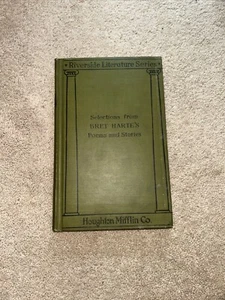 Riverside Literature Series
Selections From
BRET HARTE'S
Poems and Stories
Houghton Mifflin Co.